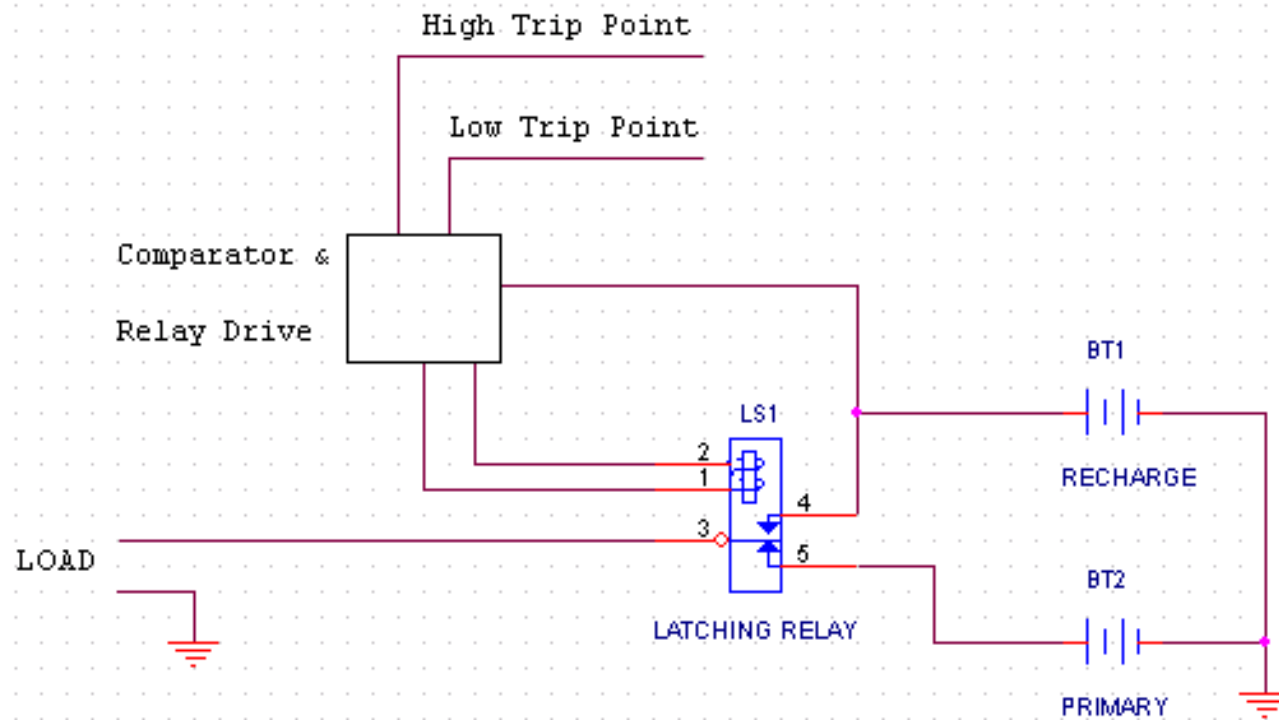 High Trip Point
Low Trip Point
Comparator &
Relay Drive
BT1
LS1
2
1
RECHARGE
4
3
5
LOAD
BT2
LATCHING RELAY
PRIMARY